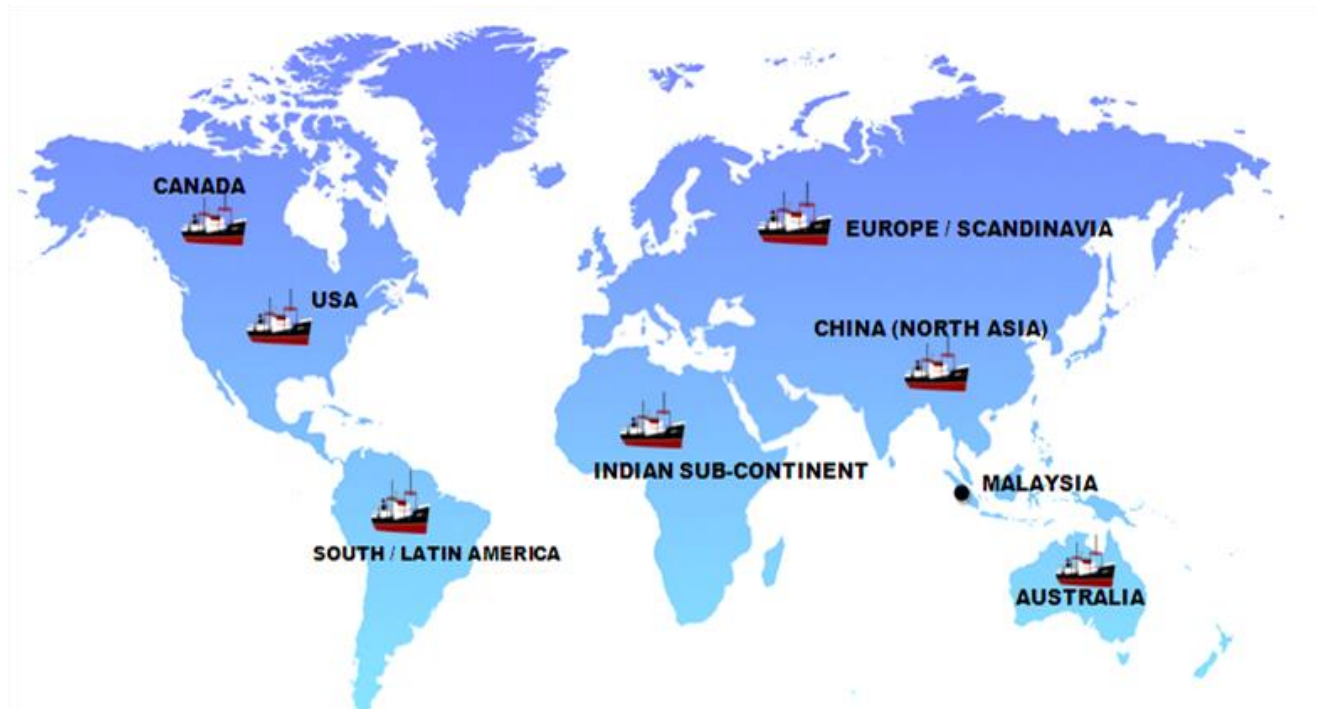 CANADA
EUROPE / SCANDINAVIA
USA
CHINA (NORTH ASIA)
INDIAN SUB-CONTINENT
MALAYSIA
SOUTH / LATIN AMERICA
AUSTRALIA